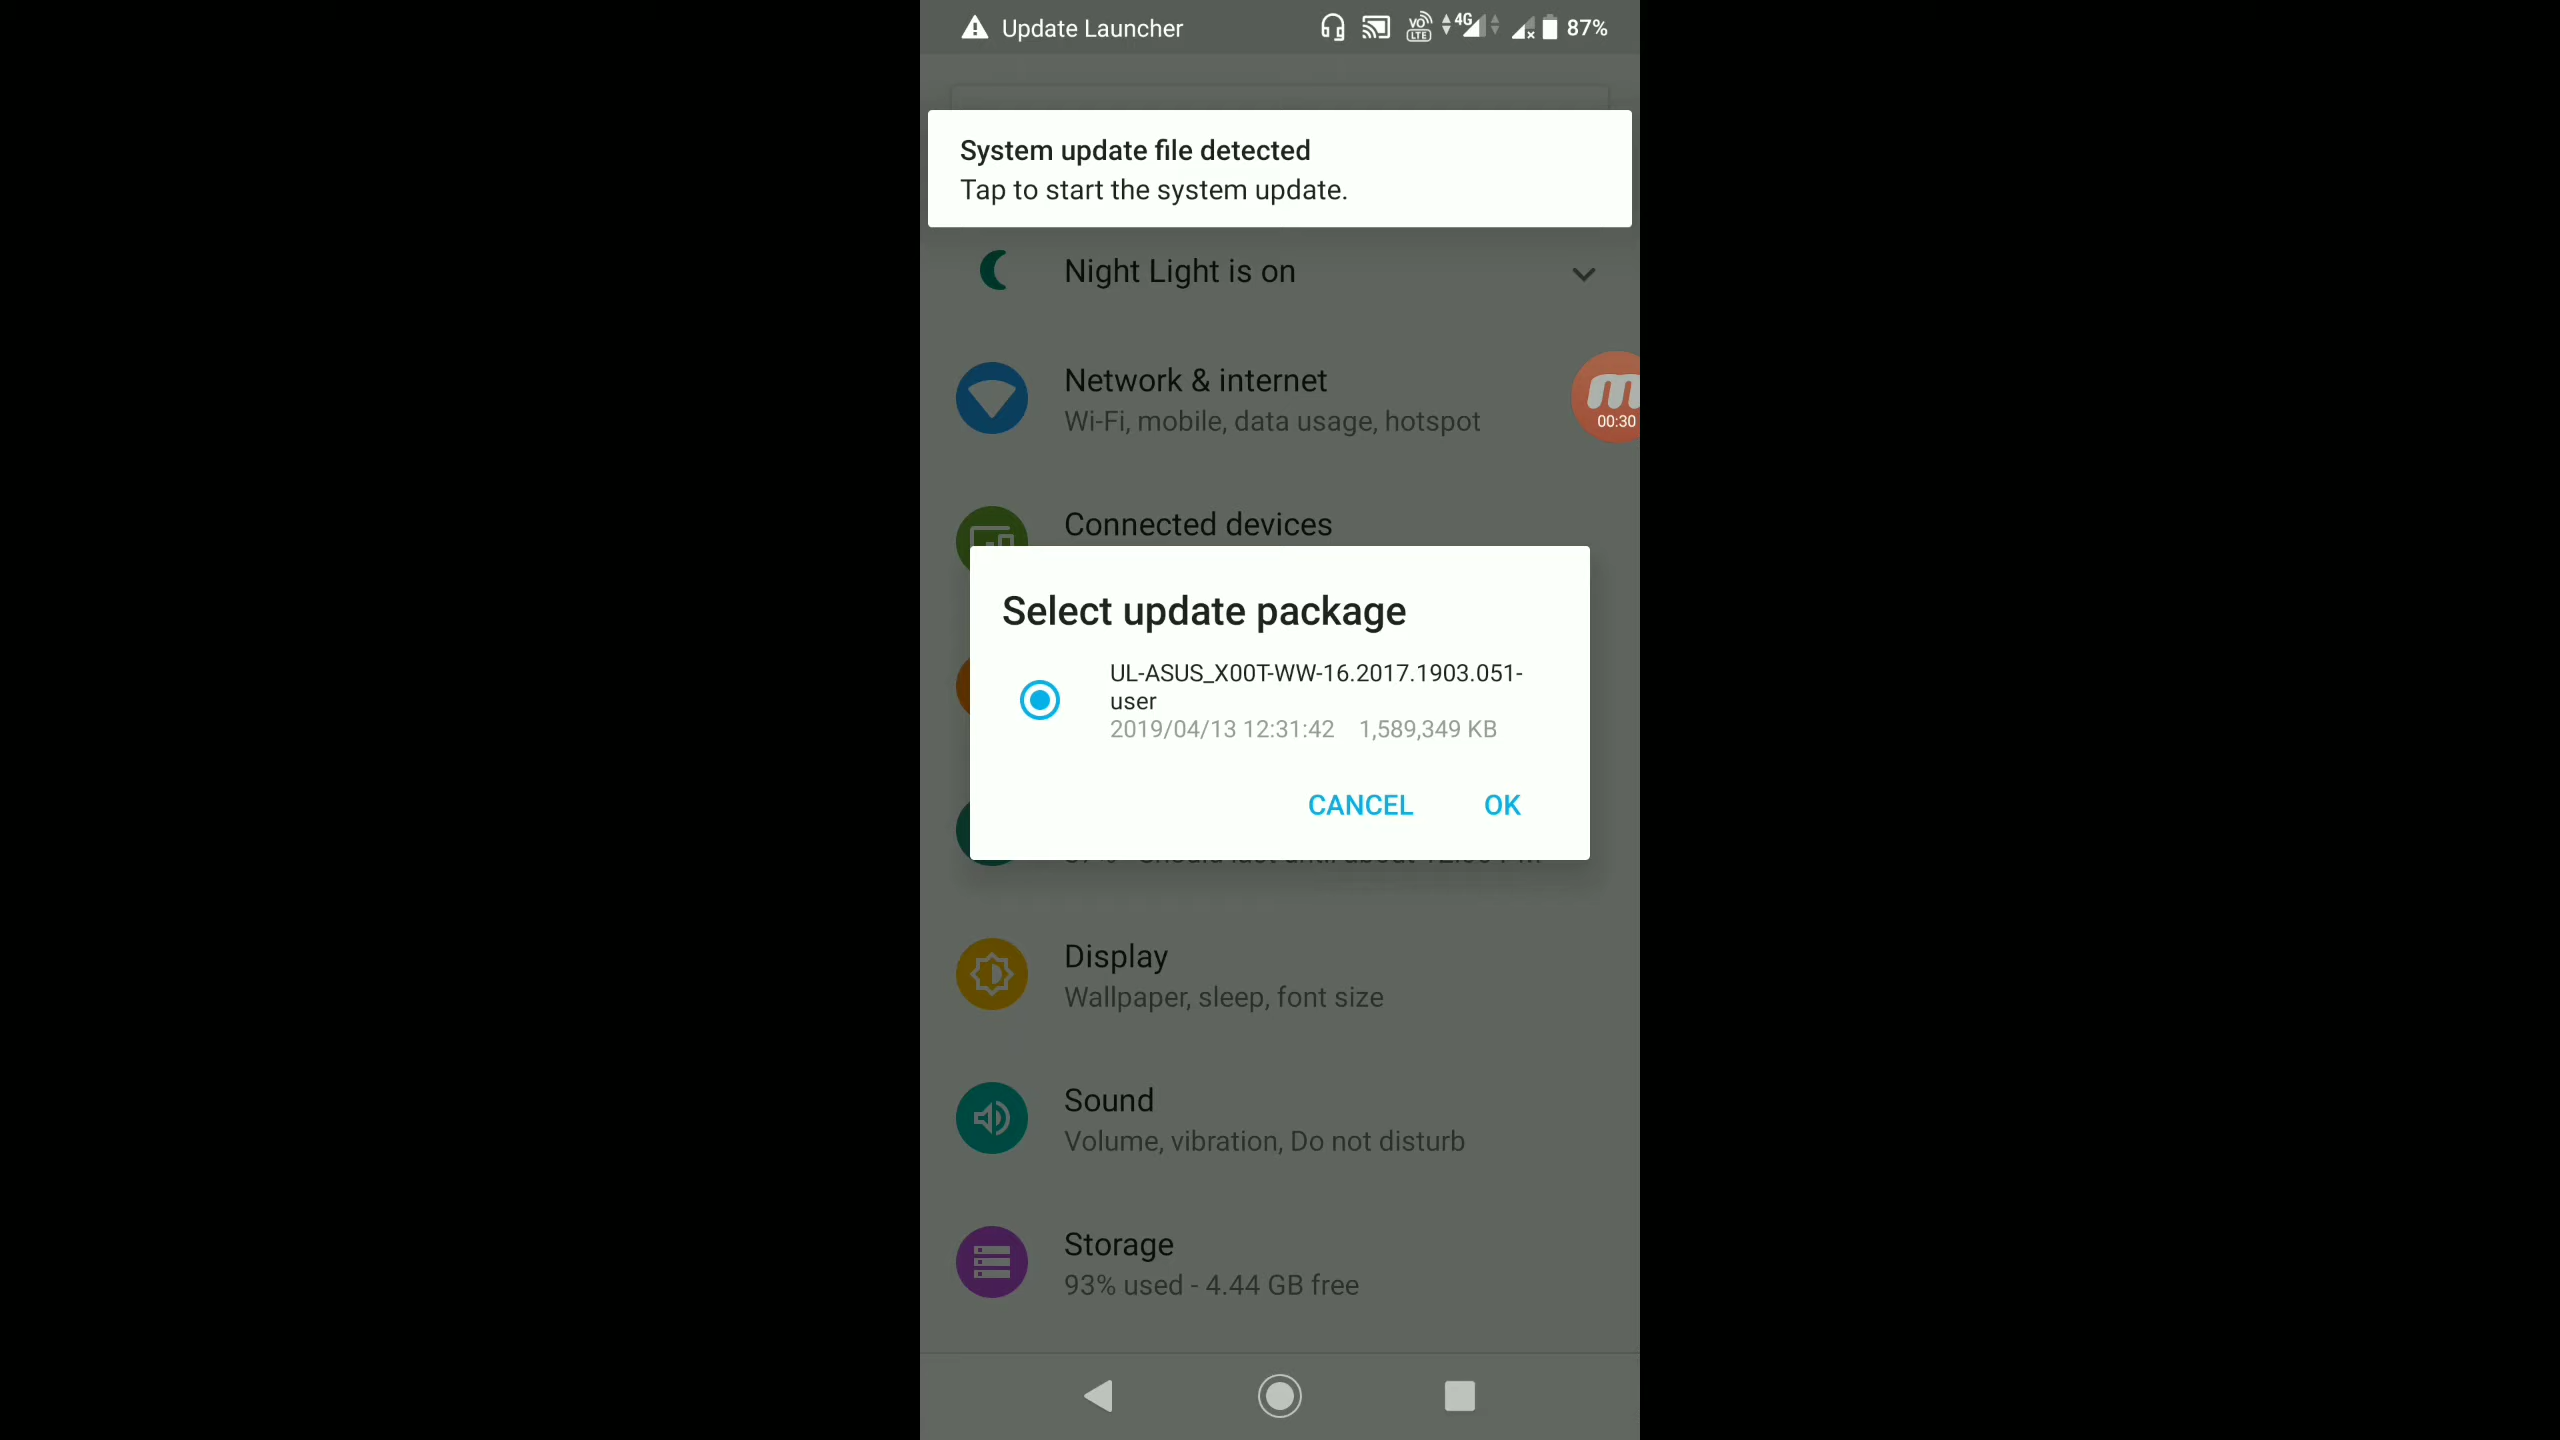 Update Launcher
VO LTE 4G 87%
System update file detected
Tap to start the system update.
Night Light is on
Network & internet
Wi-Fi, mobile, data usage, hotspot
00:30
Connected devices
Select update package
UL-ASUS_X00T-WW-16.2017.1903.051-
user
2019/04/13 12:31:42 1,589,349 KB
CANCEL OK
Display
Wallpaper, sleep, font size
Sound
Volume, vibration, Do not disturb
Storage
93% used - 4.44 GB free